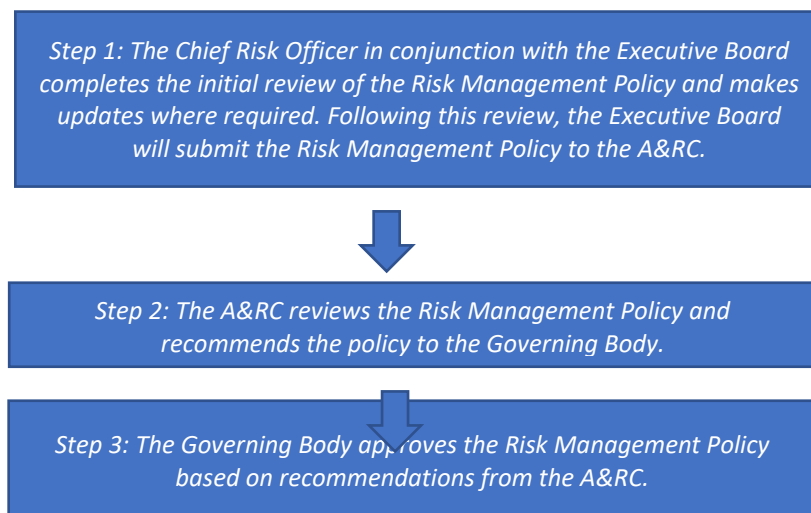 Step 1: The Chief Risk Officer in conjunction with the Executive Board
completes the initial review of the Risk Management Policy and makes
updates where required. Following this review, the Executive Board
will submit the Risk Management Policy to the A&RC.
Step 2: The A&RC reviews the Risk Management Policy and
recommends the policy to the Governing Body.
Step 3: The Governing Body approves the Risk Management Policy
based on recommendations from the A&RC.